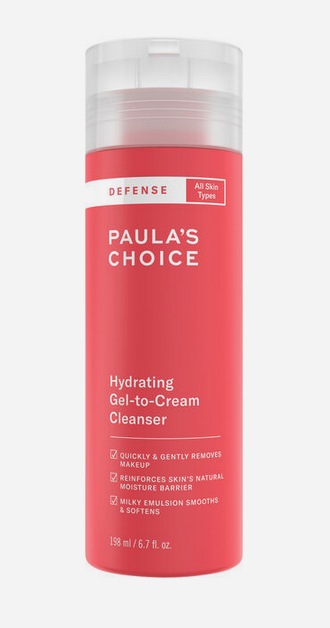 DEFENSE
All Skin
Types
PAULA'S
CHOICE
Hydrating
Gel-to-Cream
Cleanser
☑ QUICKLY & GENTLY REMOVES
MAKEUP
☑ REINFORCES SKIN'S NATURAL
MOISTURE BARRIER
☑ MILKY EMULSION SMOOTHS
& SOFTENS
198 ml / 6.7 fl. oz.